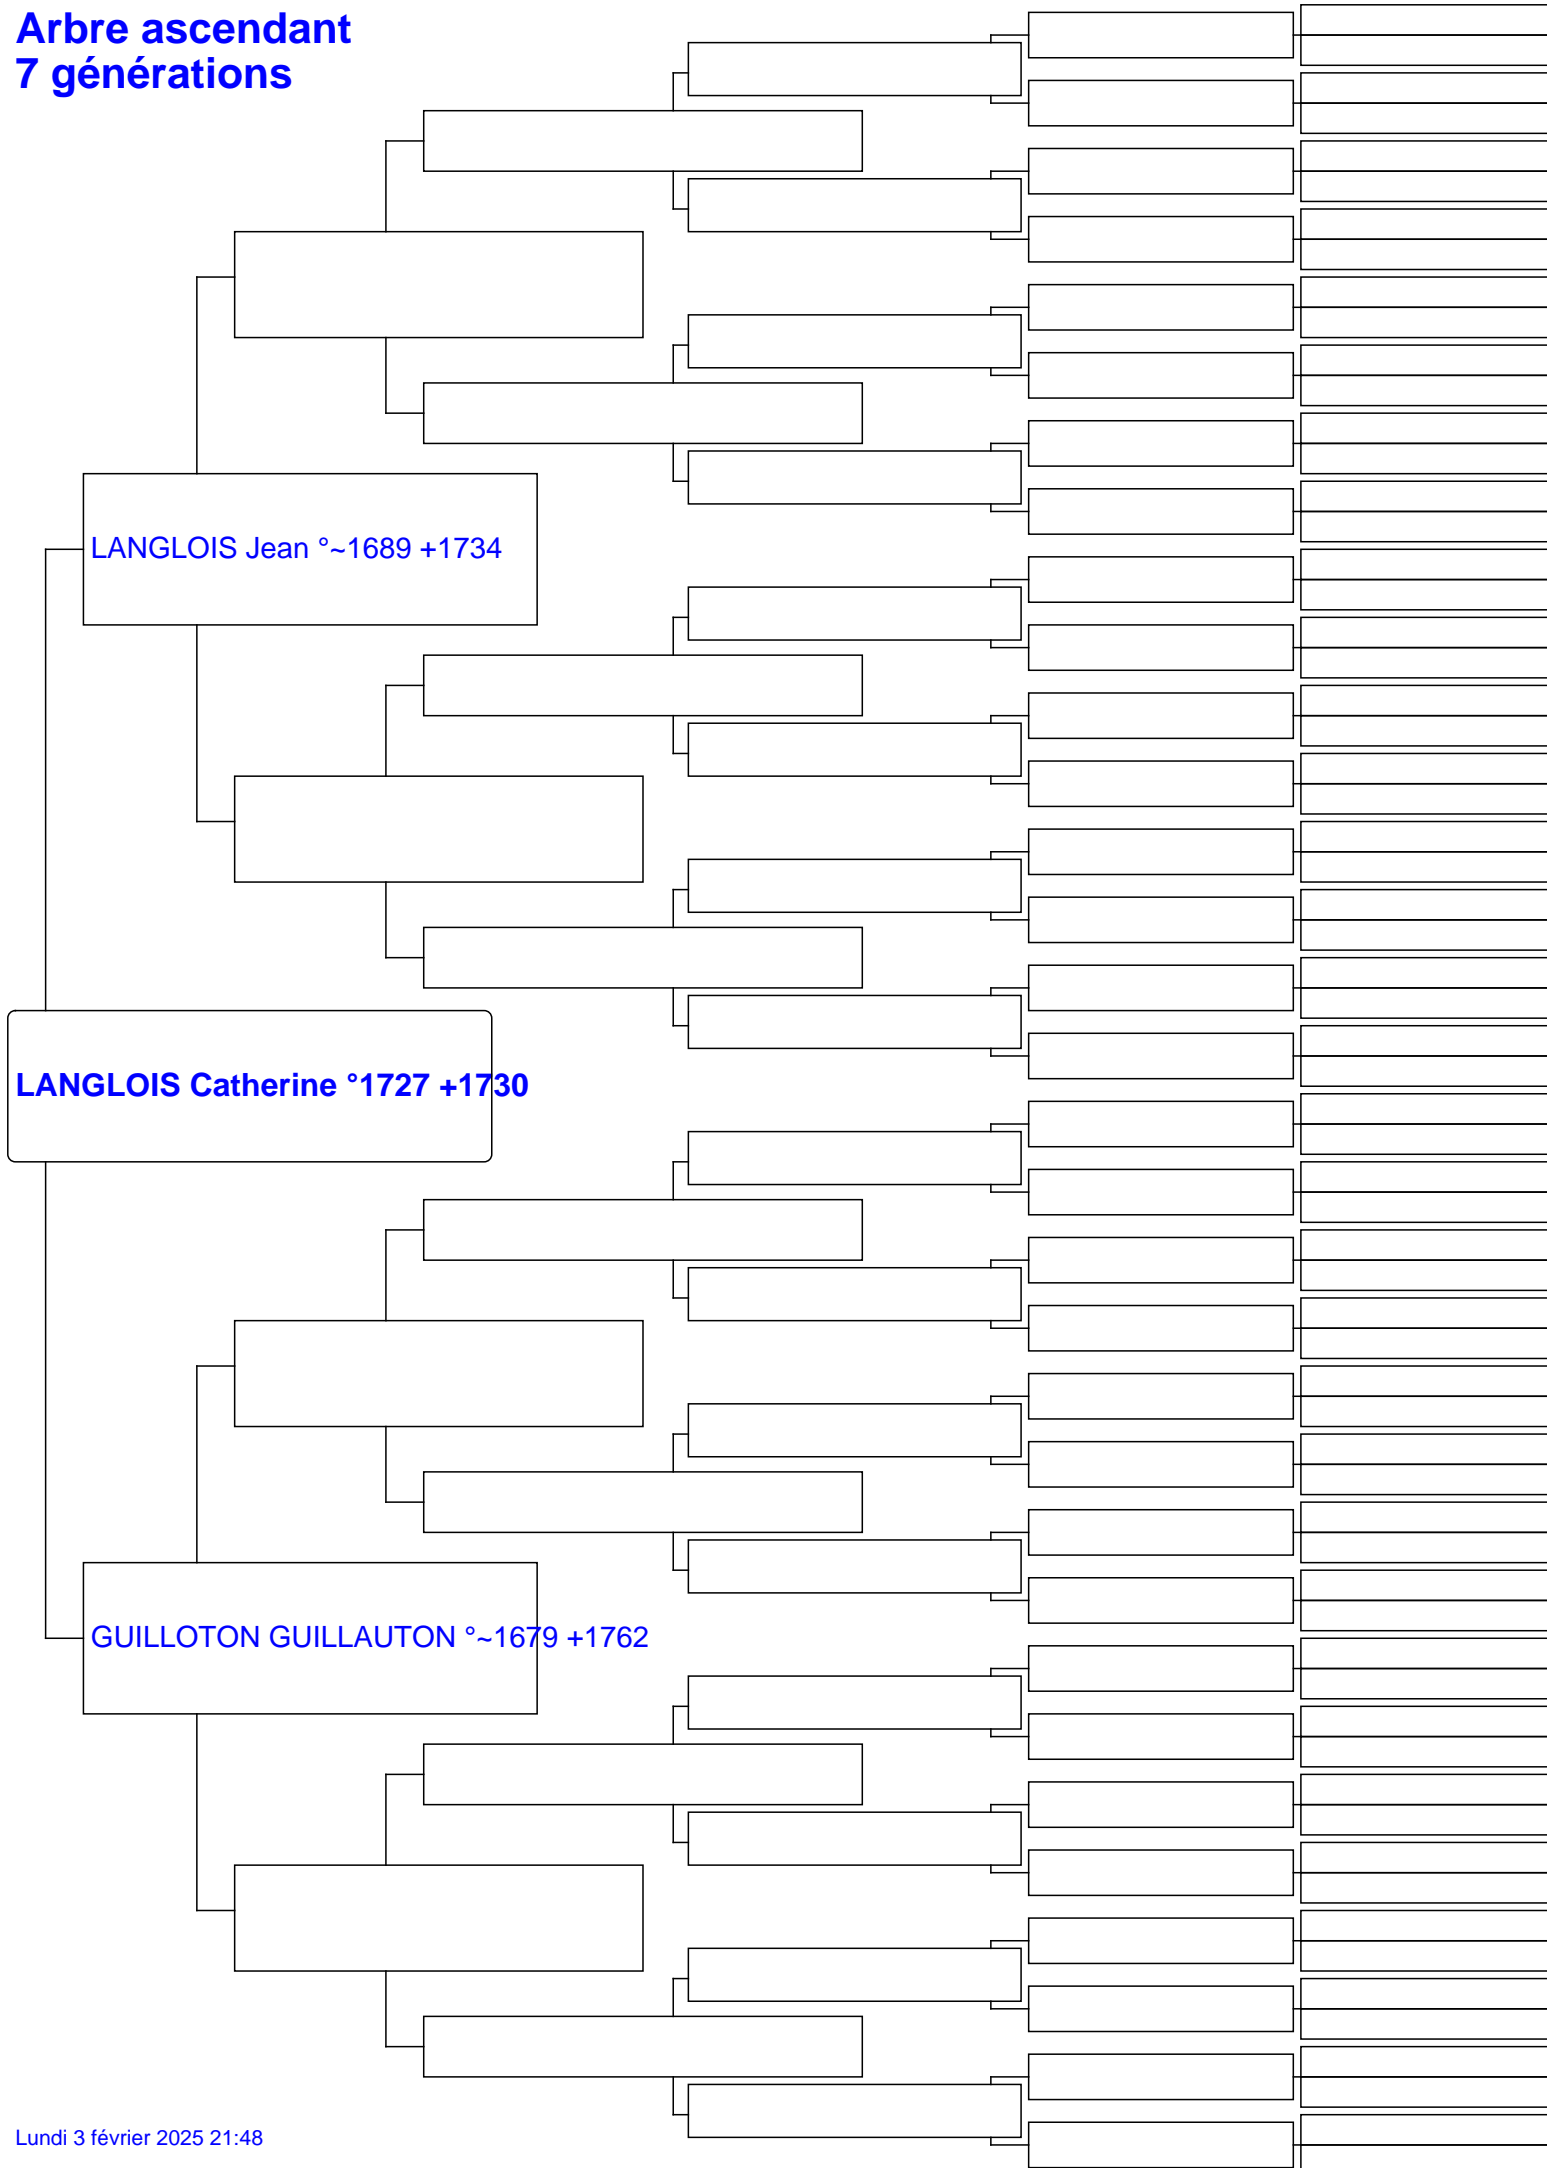 Arbre ascendant
7 générations
LANGLOIS Jean °~1689 +1734
LANGLOIS Catherine °1727 +1730
GUILLOTON GUILLAUTON °~1679 +1762
Lundi 3 février 2025 21:48